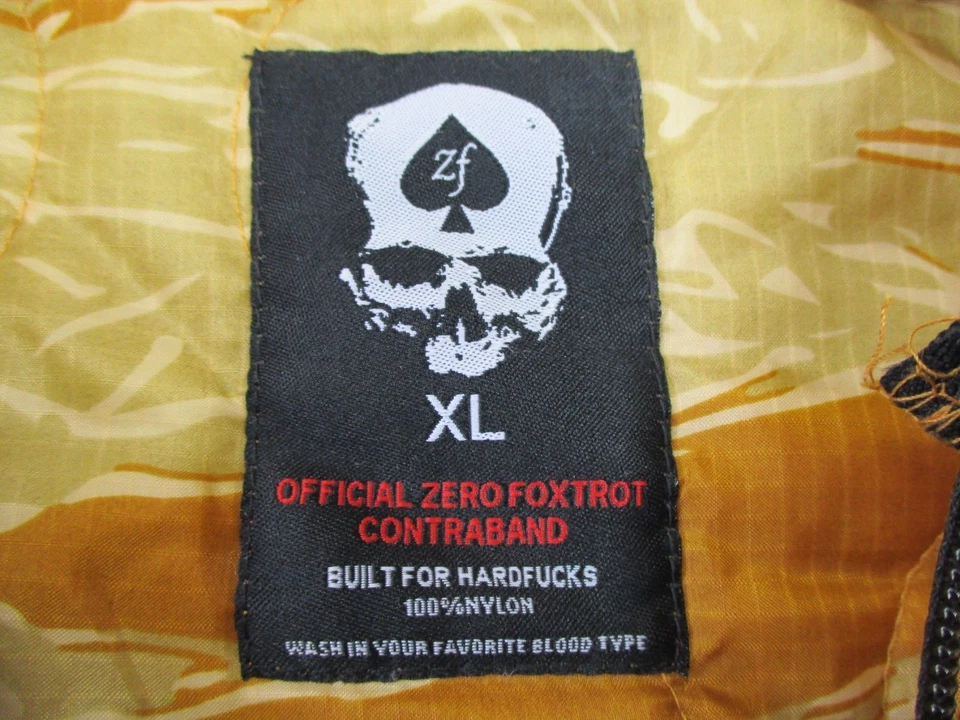 zf
XL
OFFICIAL ZERO FOXTROT
CONTRABAND
BUILT FOR HARDFUCKS
100%NYLON
WASH IN YOUR FAVORITE BLOOD TYPE